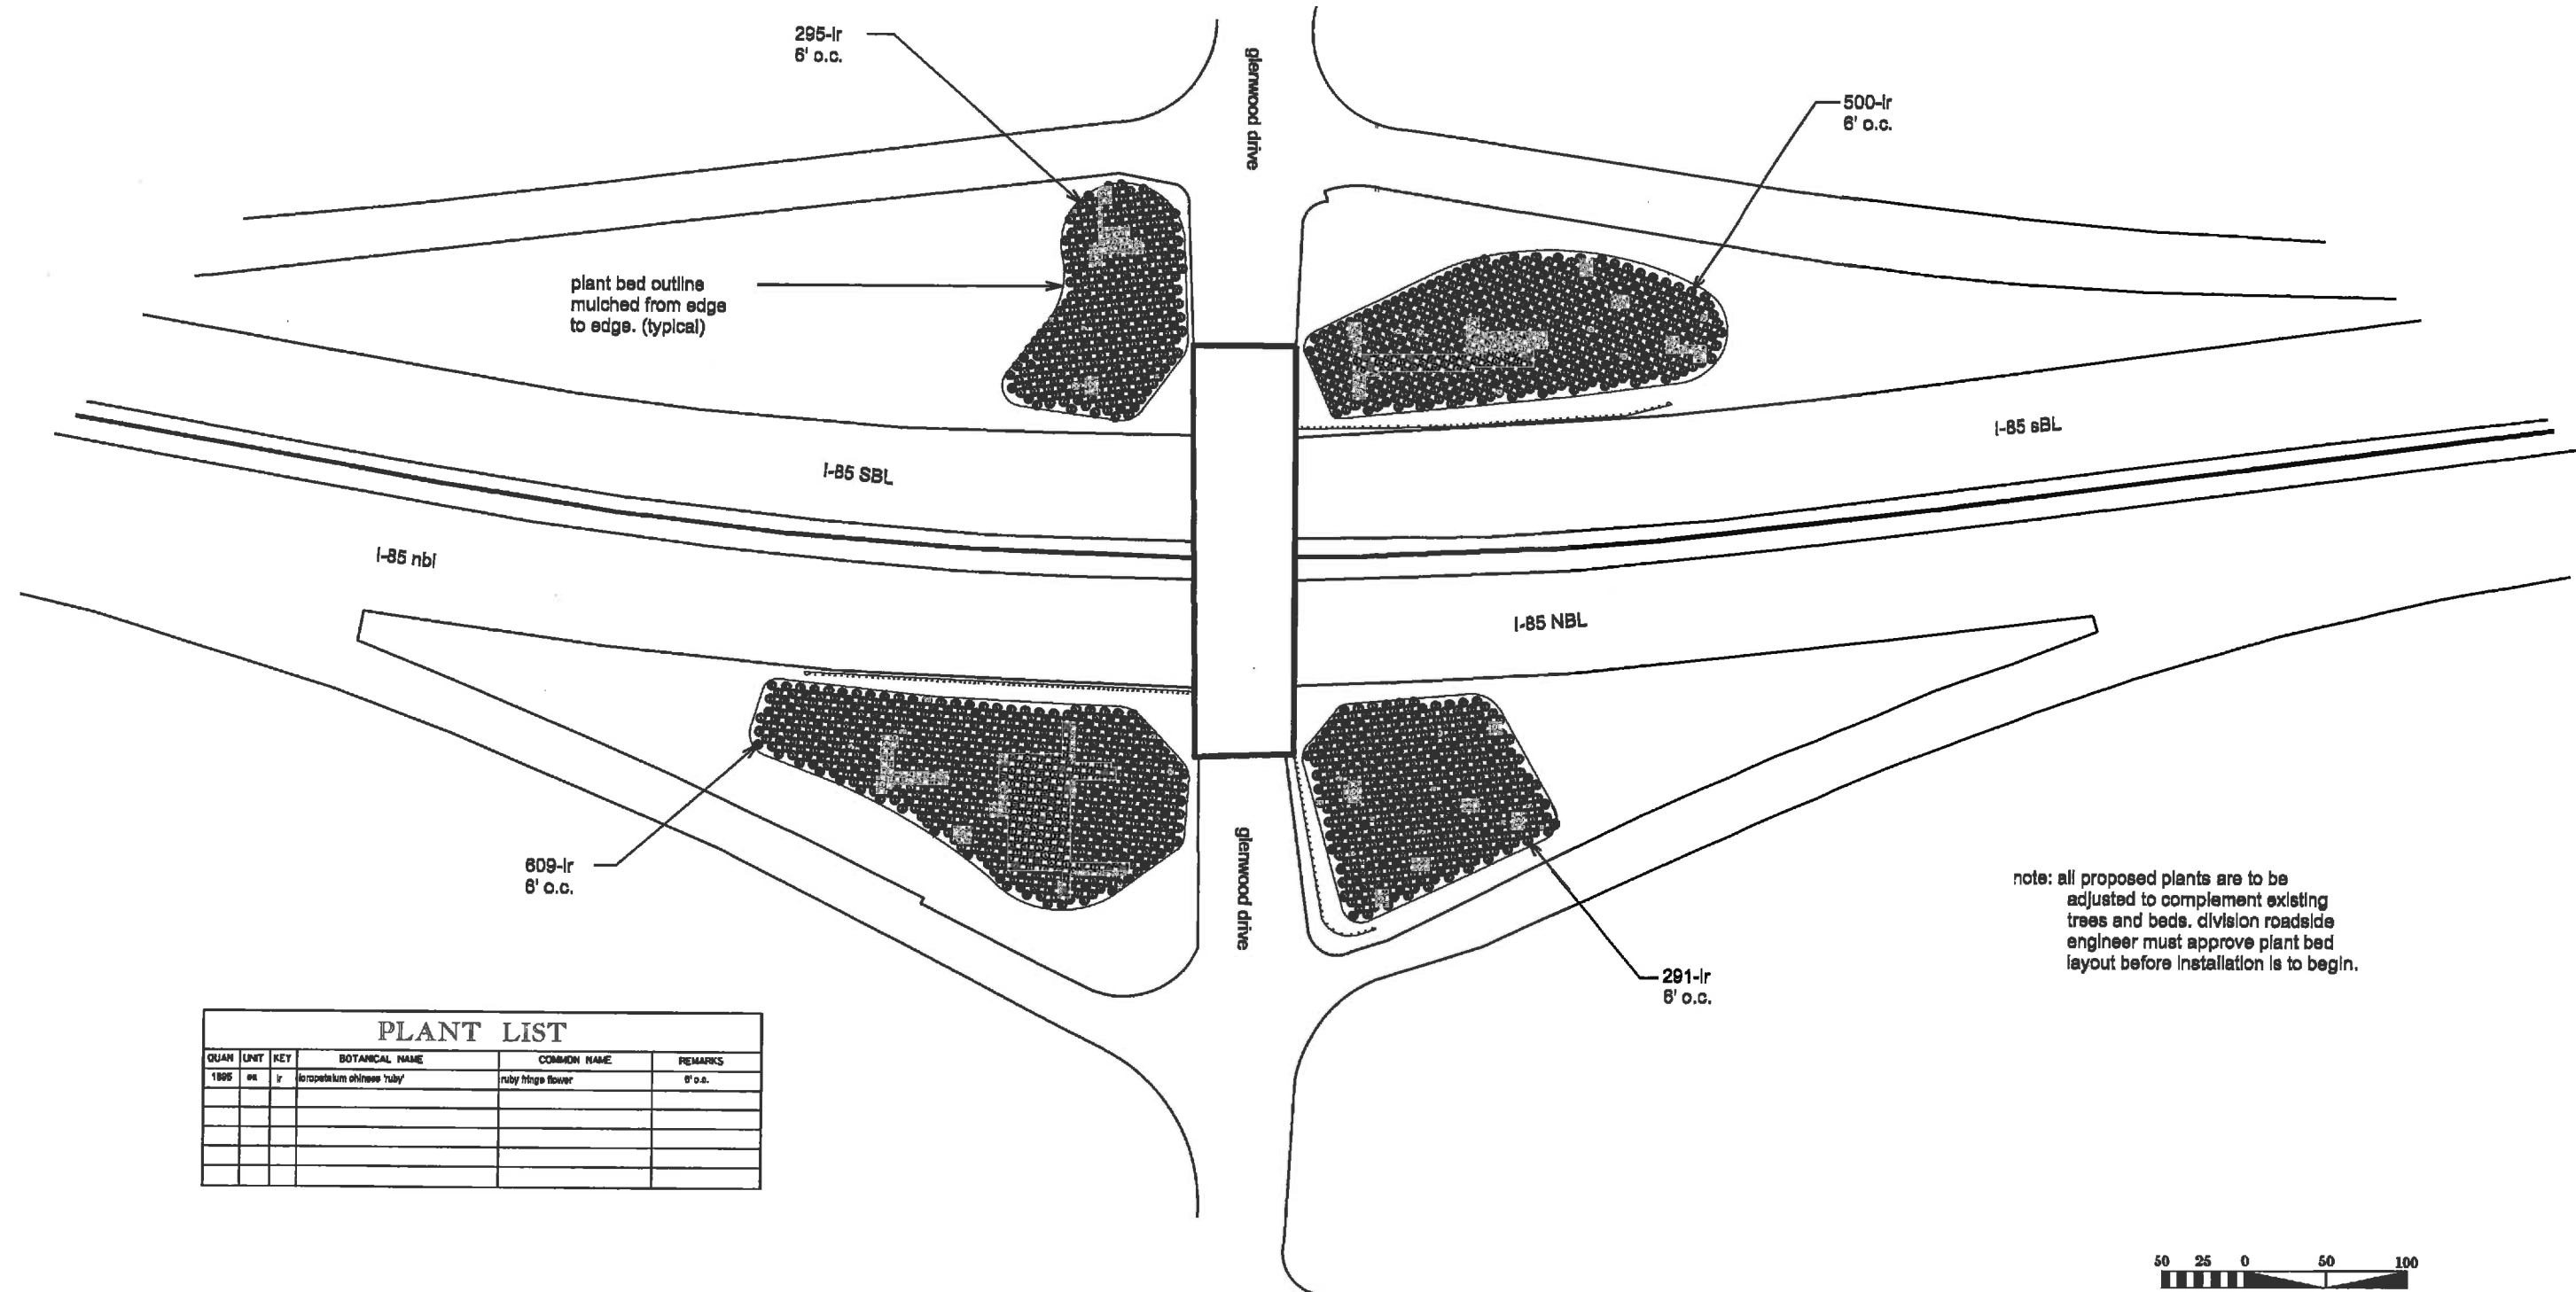 295-lr
6' o.c.
glenwood drive
500-lr
6' o.c.
plant bed outline
mulched from edge
to edge. (typical)
I-85 sBL
I-85 SBL
I-85 nbl
I-85 NBL
609-lr
6' o.c.
glenwood drive
note: all proposed plants are to be
adjusted to complement existing
trees and beds. division roadside
engineer must approve plant bed
layout before installation is to begin.
291-lr
6' o.c.
PLANT LIST
QUAN UNIT KEY BOTANICAL NAME COMMON NAME REMARKS
1695 ea lr loropetalum chinese 'ruby' ruby fringe flower 6' o.c.
50 25 0 50 100